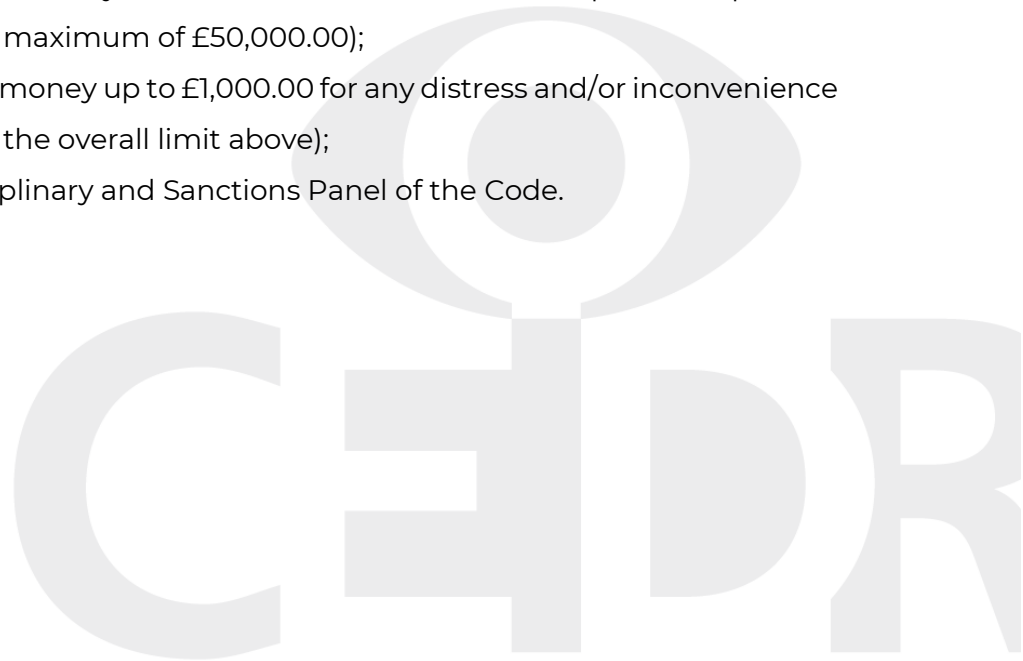 maximum of £50,000.00);
money up to £1,000.00 for any distress and/or inconvenience
the overall limit above);
and Sanctions Panel of the Code.
CEDR